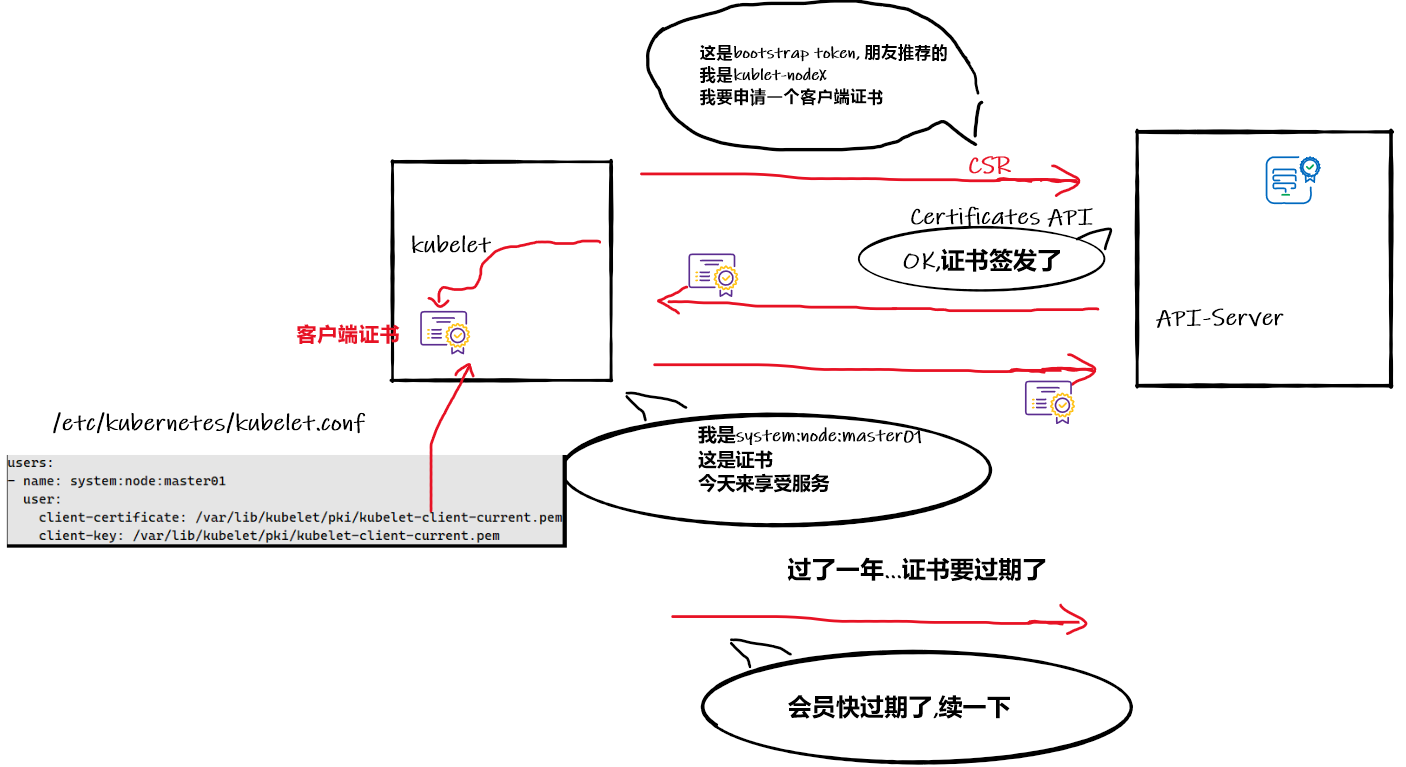 这是bootstrap token, 朋友推荐的
我是kublet-nodeX
我要申请一个客户端证书
CSR
Certificates API
kubelet
OK,证书签发了
客户端证书
API-Server
/etc/kubernetes/kubelet.conf
我是system:node:master01
这是证书
今天来享受服务
users:
- name: system:node:master01
  user:
    client-certificate: /var/lib/kubelet/pki/kubelet-client-current.pem
    client-key: /var/lib/kubelet/pki/kubelet-client-current.pem
过了一年...证书要过期了
会员快过期了,续一下